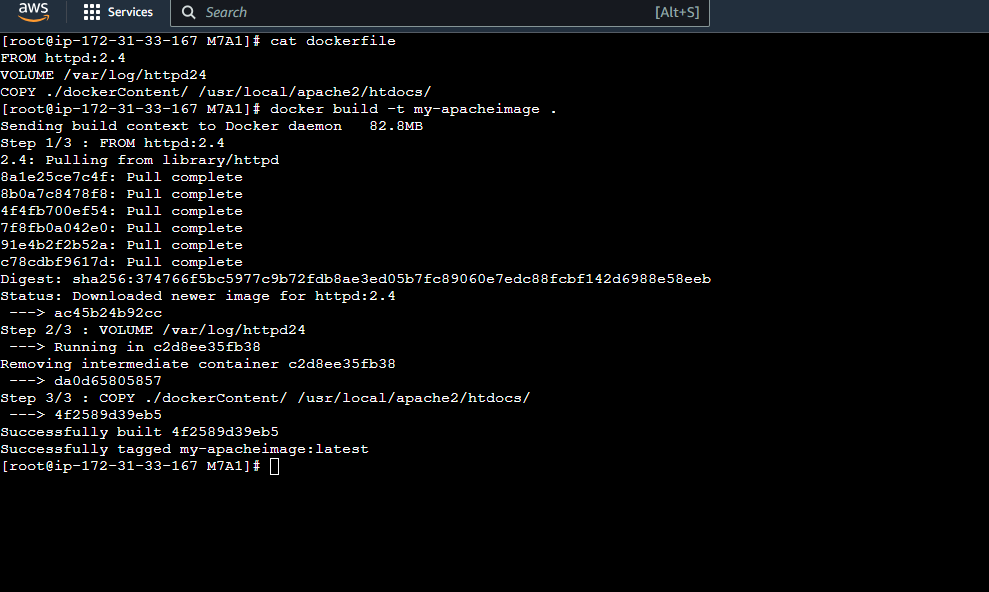 aws
Services
Search
[Alt+S]
[root@ip-172-31-33-167 M7A1]# cat dockerfile
FROM httpd:2.4
VOLUME /var/log/httpd24
COPY ./dockerContent/ /usr/local/apache2/htdocs/
[root@ip-172-31-33-167 M7A1]# docker build -t my-apacheimage .
Sending build context to Docker daemon   82.8MB
Step 1/3 : FROM httpd:2.4
2.4: Pulling from library/httpd
8a1e25ce7c4f: Pull complete
8b0a7c8478f8: Pull complete
4f4fb700ef54: Pull complete
7f8fb0a042e0: Pull complete
91e4b2f2b52a: Pull complete
c78cdbf9617d: Pull complete
Digest: sha256:374766f5bc5977c9b72fdb8ae3ed05b7fc89060e7edc88fcbf142d6988e58eeb
Status: Downloaded newer image for httpd:2.4
 ---> ac45b24b92cc
Step 2/3 : VOLUME /var/log/httpd24
 ---> Running in c2d8ee35fb38
Removing intermediate container c2d8ee35fb38
 ---> da0d65805857
Step 3/3 : COPY ./dockerContent/ /usr/local/apache2/htdocs/
 ---> 4f2589d39eb5
Successfully built 4f2589d39eb5
Successfully tagged my-apacheimage:latest
[root@ip-172-31-33-167 M7A1]#